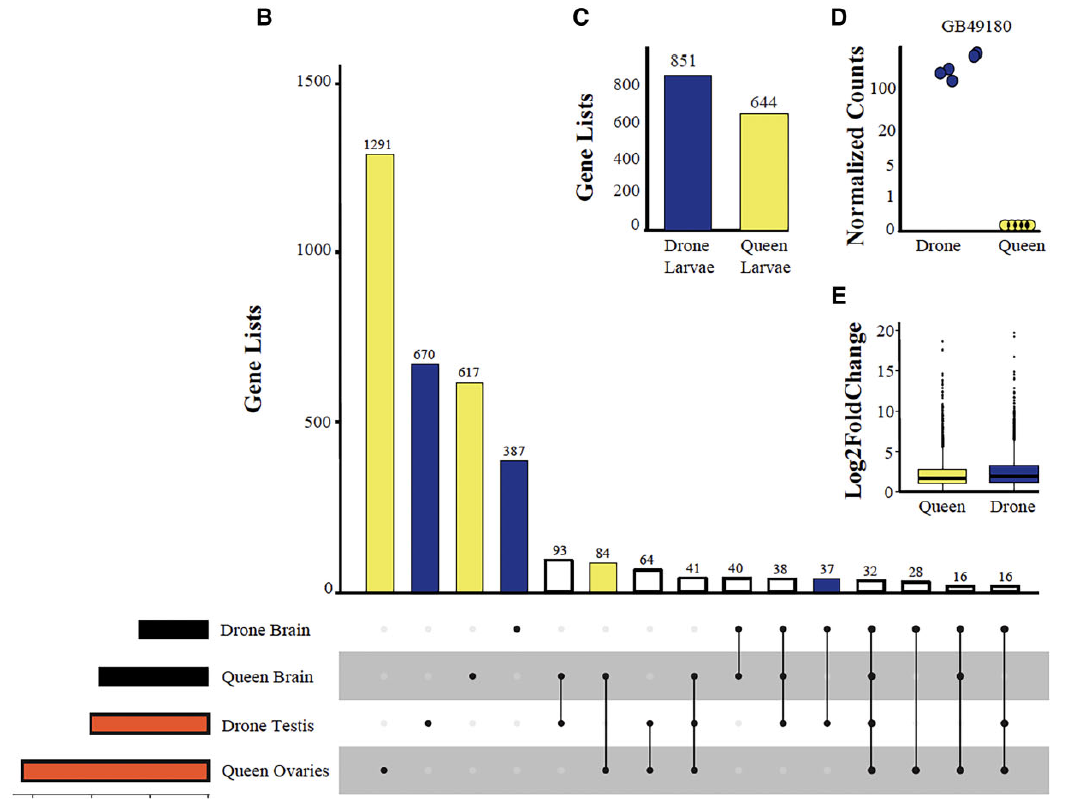 B
Gene Lists
1500
1000
500
0
1291
670
617
387
93
84
64
41
40
38
37
32
28
16
16
Drone Brain
Queen Brain
Drone Testis
Queen Ovaries
C
Gene Lists
800
600
400
200
0
851
644
Drone
Larvae
Queen
Larvae
D
GB49180
Normalized Counts
100
20
5
1
0
Drone
Queen
E
Log2FoldChange
20
15
10
5
0
Queen
Drone